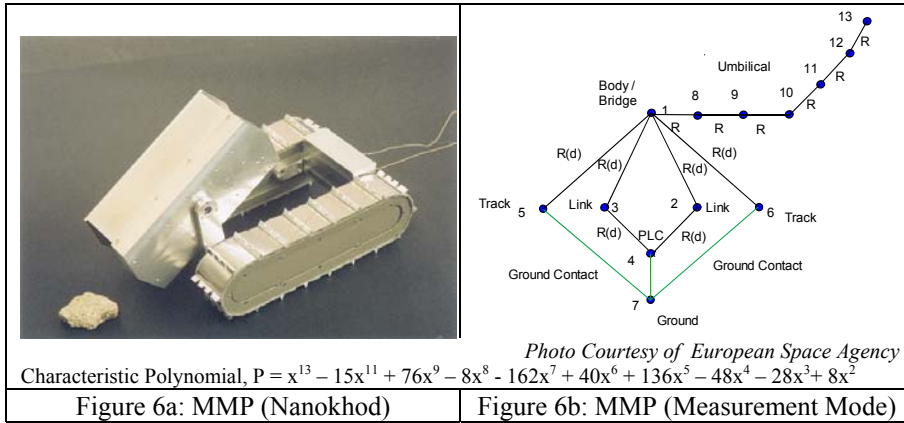 13
12
R
11
R
Umbilical
10
R
Body /
Bridge
8
9
1
R
R
R
R(d)
R(d)
R(d)
R(d)
Track
5
Link
3
2
Link
6
Track
R(d)
PLC
R(d)
4
Ground Contact
Ground Contact
7
Ground
Photo Courtesy of European Space Agency
Characteristic Polynomial, P = x¹³ – 15x¹¹ + 76x⁹ – 8x⁸ - 162x⁷ + 40x⁶ + 136x⁵ – 48x⁴ – 28x³+ 8x²
Figure 6a: MMP (Nanokhod)
Figure 6b: MMP (Measurement Mode)